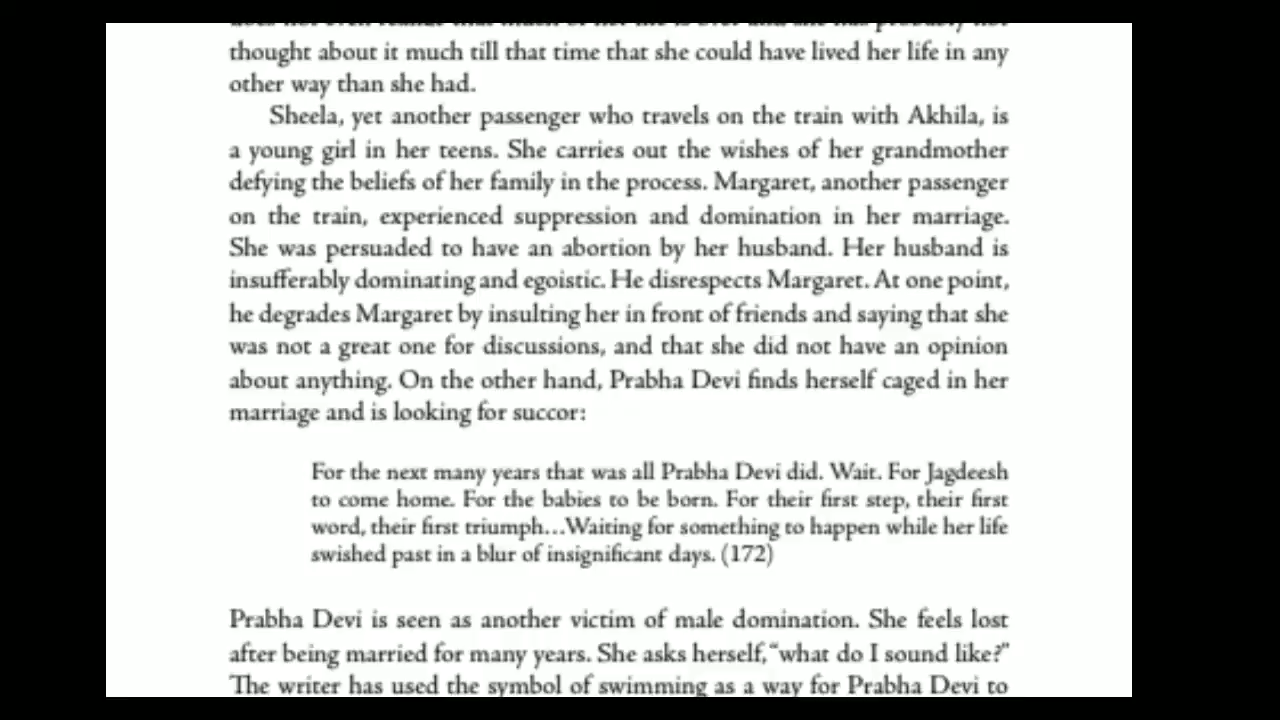 thought about it much till that time that she could have lived her life in any
other way than she had.
Sheela, yet another passenger who travels on the train with Akhila, is
a young girl in her teens. She carries out the wishes of her grandmother
defying the beliefs of her family in the process. Margaret, another passenger
on the train, experienced suppression and domination in her marriage.
She was persuaded to have an abortion by her husband. Her husband is
insufferably dominating and egoistic. He disrespects Margaret. At one point,
he degrades Margaret by insulting her in front of friends and saying that she
was not a great one for discussions, and that she did not have an opinion
about anything. On the other hand, Prabha Devi finds herself caged in her
marriage and is looking for succor:
For the next many years that was all Prabha Devi did. Wait. For Jagdeesh
to come home. For the babies to be born. For their first step, their first
word, their first triumph...Waiting for something to happen while her life
swished past in a blur of insignificant days. (172)
Prabha Devi is seen as another victim of male domination. She feels lost
after being married for many years. She asks herself, "what do I sound like?"
The writer has used the symbol of swimming as a way for Prabha Devi to